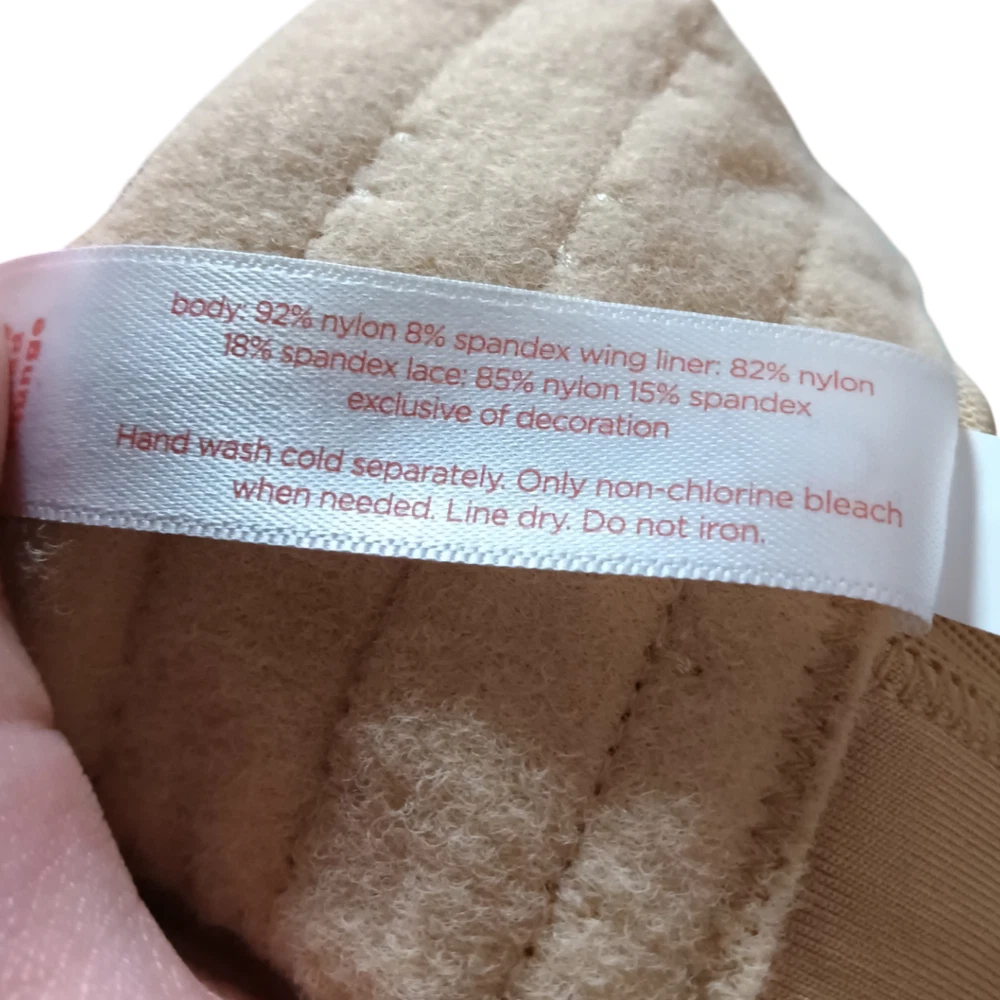 body: 92% nylon 8% spandex wing liner: 82% nylon
18% spandex lace: 85% nylon 15% spandex
exclusive of decoration
Hand wash cold separately. Only non-chlorine bleach
when needed. Line dry. Do not iron.